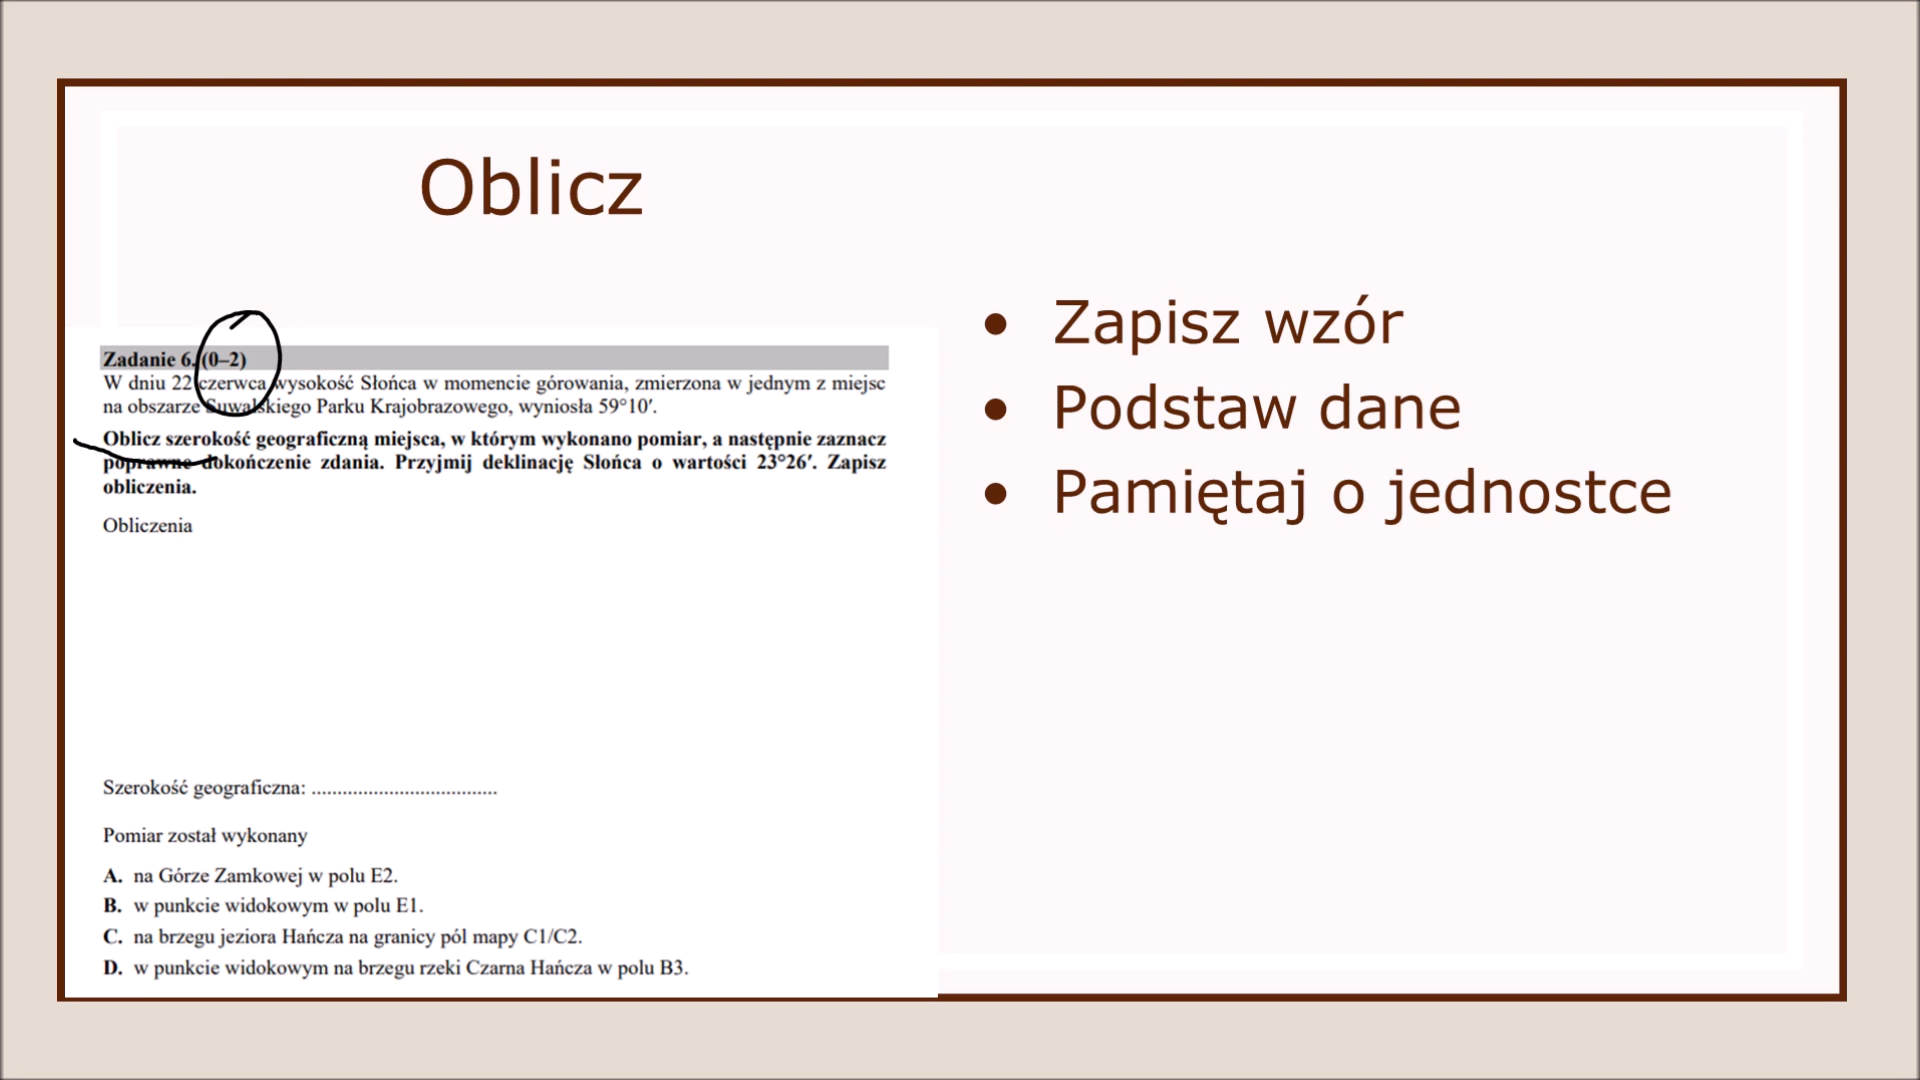 Oblicz
Zadanie 6. (0–2)
W dniu 22 czerwca wysokość Słońca w momencie górowania, zmierzona w jednym z miejsc
na obszarze Suwalskiego Parku Krajobrazowego, wyniosła 59°10′.
Oblicz szerokość geograficzną miejsca, w którym wykonano pomiar, a następnie zaznacz
poprawne dokończenie zdania. Przyjmij deklinację Słońca o wartości 23°26′. Zapisz
obliczenia.
Obliczenia
Szerokość geograficzna: ....................................
Pomiar został wykonany
A. na Górze Zamkowej w polu E2.
B. w punkcie widokowym w polu E1.
C. na brzegu jeziora Hańcza na granicy pól mapy C1/C2.
D. w punkcie widokowym na brzegu rzeki Czarna Hańcza w polu B3.
• Zapisz wzór
• Podstaw dane
• Pamiętaj o jednostce